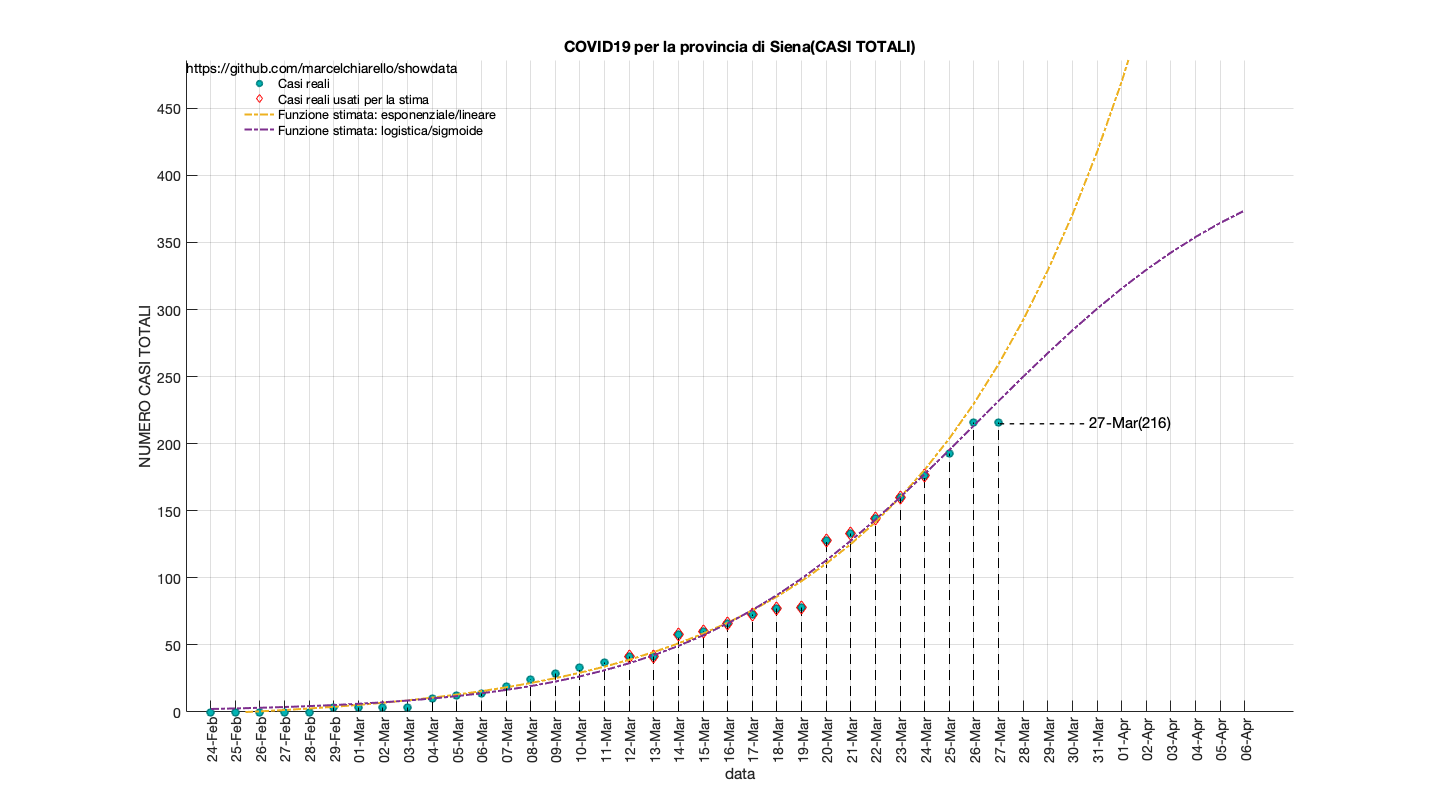 COVID19 per la provincia di Siena(CASI TOTALI)
https://github.com/marcelchiarello/showdata
Casi reali
Casi reali usati per la stima
Funzione stimata: esponenziale/lineare
Funzione stimata: logistica/sigmoide
NUMERO CASI TOTALI
450
400
350
300
250
200
150
100
50
0
27-Mar(216)
24-Feb
25-Feb
26-Feb
27-Feb
28-Feb
29-Feb
01-Mar
02-Mar
03-Mar
04-Mar
05-Mar
06-Mar
07-Mar
08-Mar
09-Mar
10-Mar
11-Mar
12-Mar
13-Mar
14-Mar
15-Mar
16-Mar
17-Mar
18-Mar
19-Mar
20-Mar
21-Mar
22-Mar
23-Mar
24-Mar
25-Mar
26-Mar
27-Mar
28-Mar
29-Mar
30-Mar
31-Mar
01-Apr
02-Apr
03-Apr
04-Apr
05-Apr
06-Apr
data